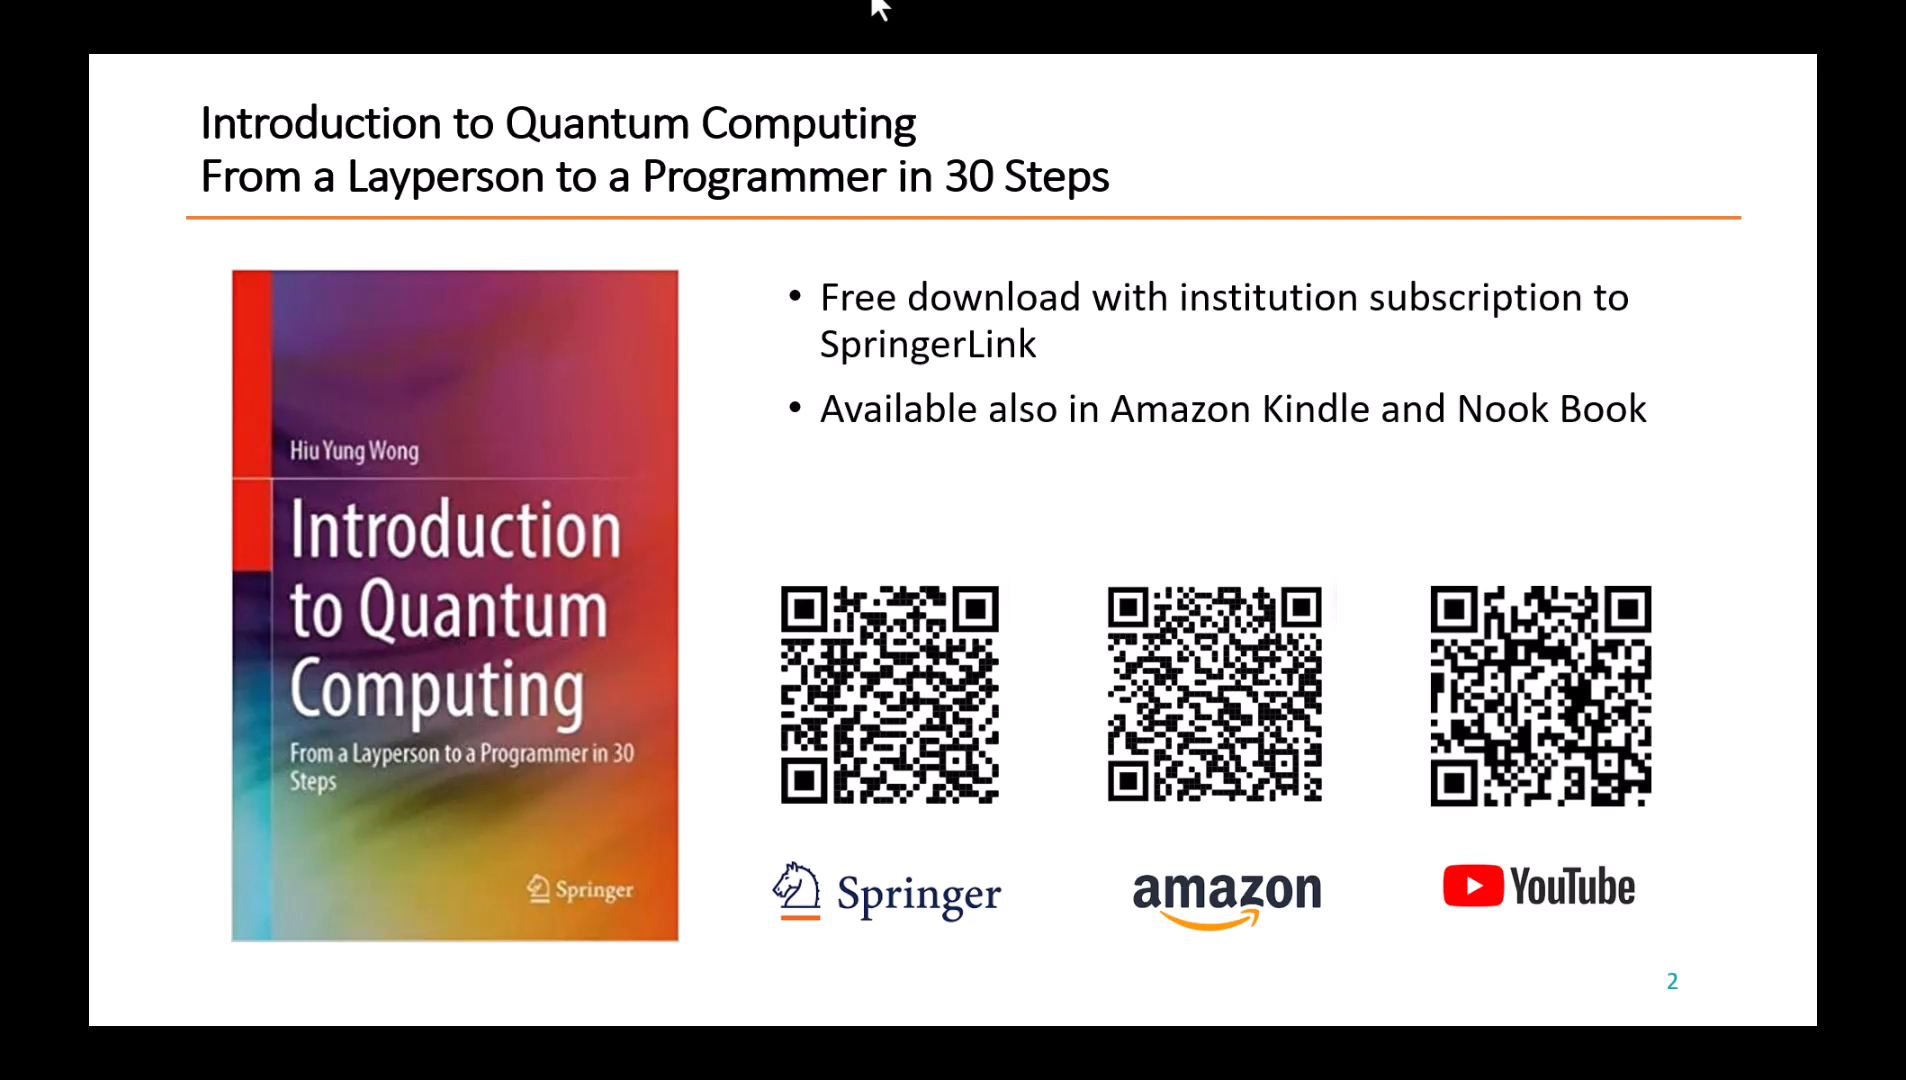 Introduction to Quantum Computing
From a Layperson to a Programmer in 30 Steps
Hiu Yung Wong
Introduction
to Quantum
Computing
From a Layperson to a Programmer in 30
Steps
Springer
• Free download with institution subscription to
SpringerLink
• Available also in Amazon Kindle and Nook Book
Springer
amazon
YouTube
2